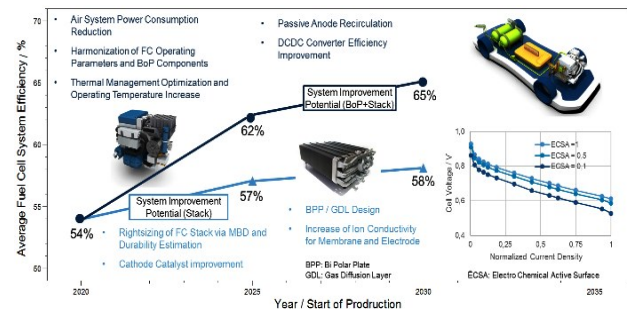 • Air System Power Consumption
Reduction
• Harmonization of FC Operating
Parameters and BoP Components
• Thermal Management Optimization and
Operating Temperature Increase
• Passive Anode Recirculation
• DCDC Converter Efficiency
Improvement
Average Fuel Cell System Efficiency / %
70
65
60
55
50
System Improvement
Potential (BoP+Stack)
65%
62%
System Improvement
Potential (Stack)
54%
57%
58%
• Rightsizing of FC Stack via MBD and
Durability Estimation
• Cathode Catalyst improvement
• BPP / GDL Design
• Increase of Ion Conductivity
for Membrane and Electrode
BPP: Bi Polar Plate
GDL: Gas Diffusion Layer
Cell Voltage / V
1,0
0,8
0,6
0,4
ECSA =1
ECSA = 0.5
ECSA = 0.1
0 0,25 0,5 0,75 1
Normalized Current Density
ECSA: Electro Chemical Active Surface
2020 2025 2030 2035
Year / Start of Production